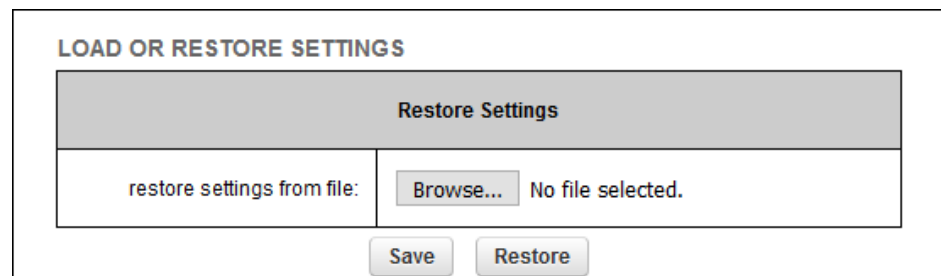 LOAD OR RESTORE SETTINGS
Restore Settings
restore settings from file: Browse... No file selected.
Save Restore